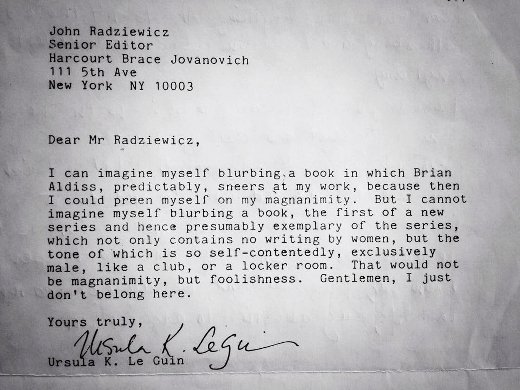 John Radziewicz
Senior Editor
Harcourt Brace Jovanovich
111 5th Ave
New York  NY 10003
Dear Mr Radziewicz,
I can imagine myself blurbing a book in which Brian
Aldiss, predictably, sneers at my work, because then
I could preen myself on my magnanimity.  But I cannot
imagine myself blurbing a book, the first of a new
series and hence presumably exemplary of the series,
which not only contains no writing by women, but the
tone of which is so self-contentedly, exclusively
male, like a club, or a locker room.  That would not
be magnanimity, but foolishness.  Gentlemen, I just
don't belong here.
Yours truly,
Ursula K. Le Guin
Ursula K. Le Guin